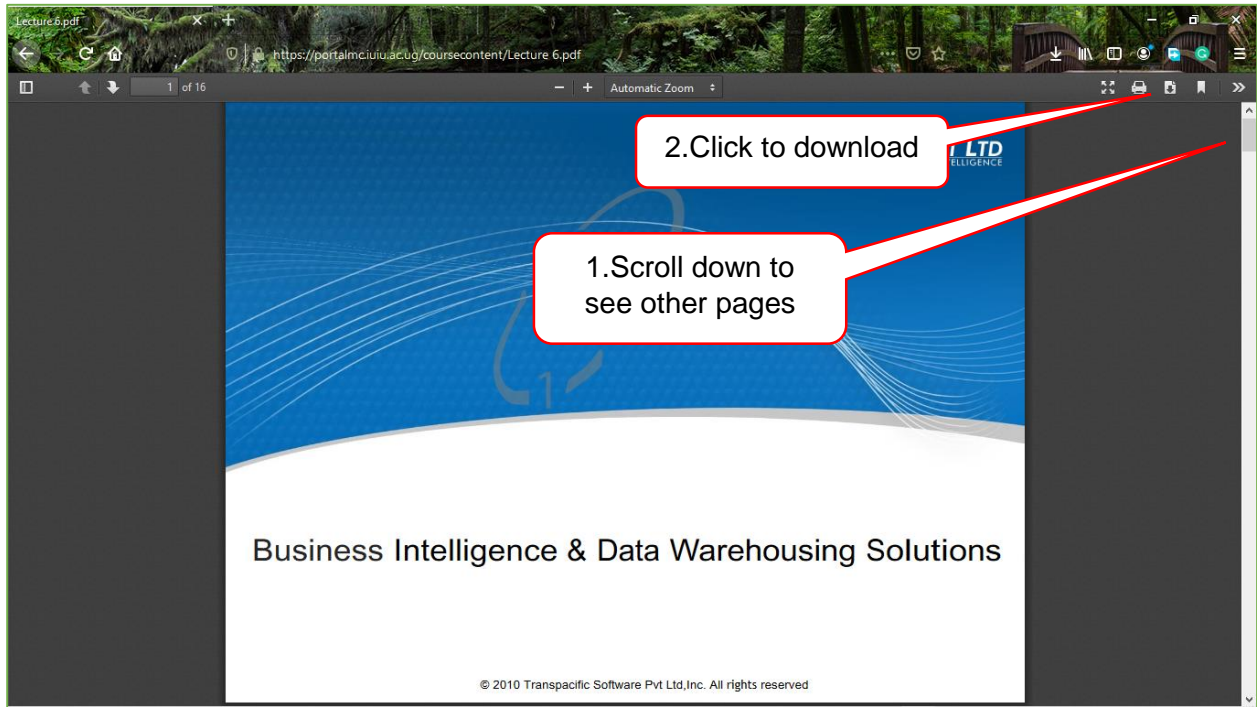 Lecture 6.pdf
https://portalmc.iuiu.ac.ug/coursecontent/Lecture 6.pdf
1 of 16
Automatic Zoom
2.Click to download
LTD
ELLIGENCE
1.Scroll down to
see other pages
1
Business Intelligence & Data Warehousing Solutions
© 2010 Transpacific Software Pvt Ltd,Inc. All rights reserved